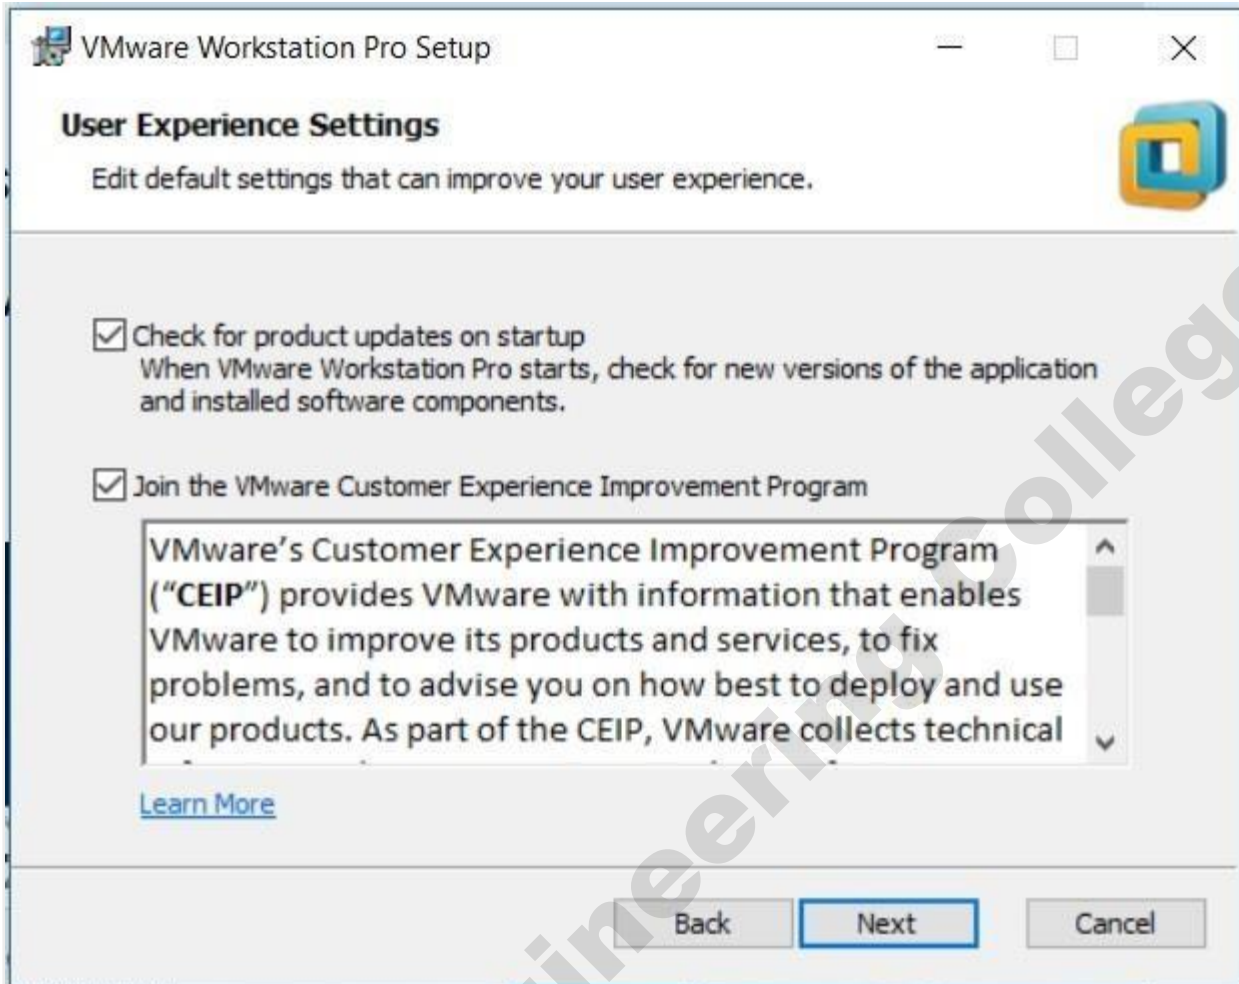 VMware Workstation Pro Setup
User Experience Settings
Edit default settings that can improve your user experience.
Check for product updates on startup
When VMware Workstation Pro starts, check for new versions of the application
and installed software components.
Join the VMware Customer Experience Improvement Program
VMware's Customer Experience Improvement Program
("CEIP") provides VMware with information that enables
VMware to improve its products and services, to fix
problems, and to advise you on how best to deploy and use
our products. As part of the CEIP, VMware collects technical
Learn More
Back Next Cancel